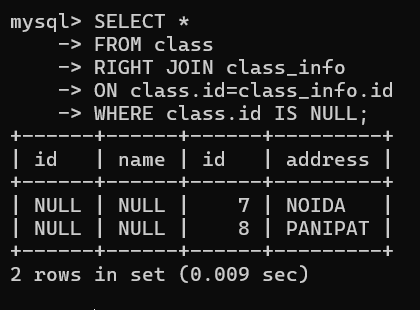 mysql> SELECT *
    -> FROM class
    -> RIGHT JOIN class_info
    -> ON class.id=class_info.id
    -> WHERE class.id IS NULL;
+------+------+------+---------+
| id   | name | id   | address |
+------+------+------+---------+
| NULL | NULL |    7 | NOIDA   |
| NULL | NULL |    8 | PANIPAT |
+------+------+------+---------+
2 rows in set (0.009 sec)